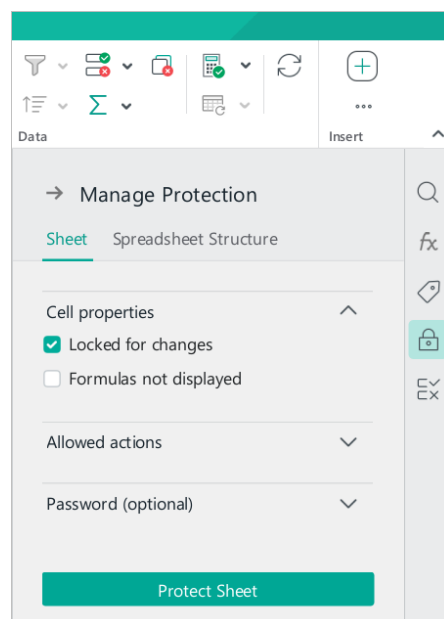 Data
Insert
Manage Protection
Sheet Spreadsheet Structure
Cell properties
Locked for changes
Formulas not displayed
Allowed actions
Password (optional)
Protect Sheet